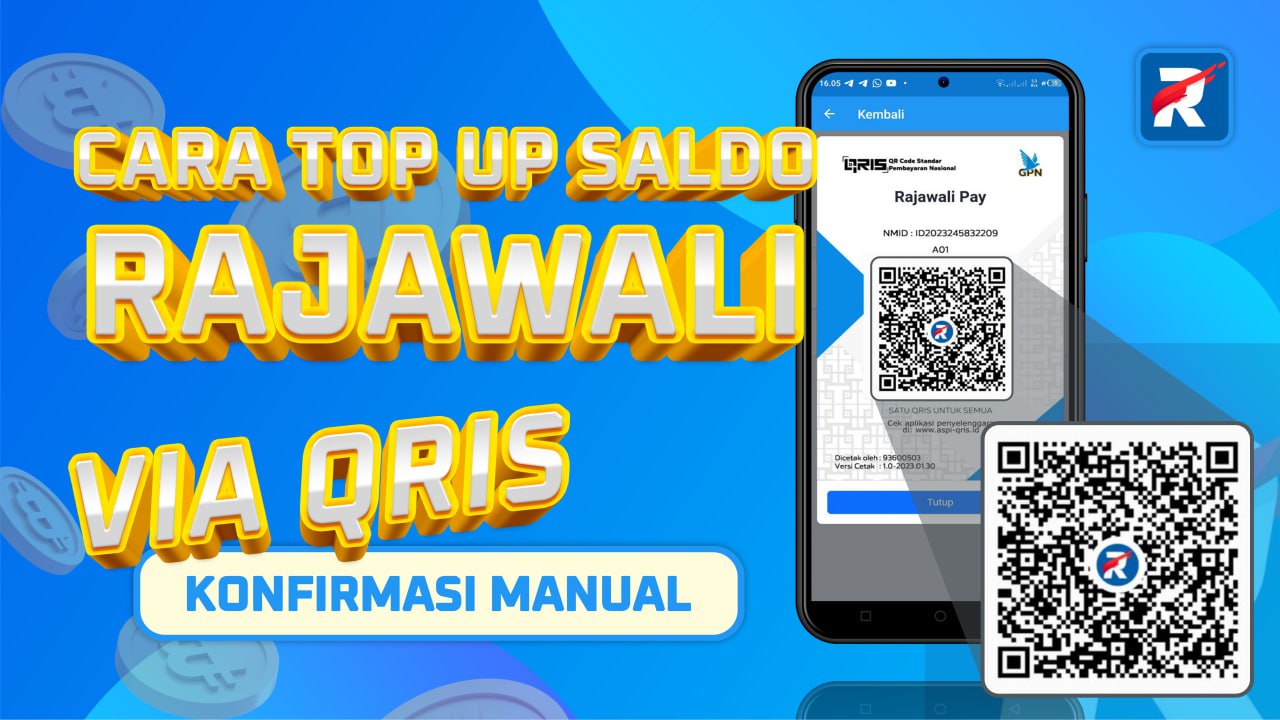 CARA TOP UP SALDO
RAJAWALI
VIA QRIS
KONFIRMASI MANUAL
16.05
Kembali
QRIS QR Code Standar
Pembayaran Nasional
GPN
Rajawali Pay
NMID : ID2023245832209
A01
SATU QRIS UNTUK SEMUA
Cek aplikasi penyelengga
di: www.aspi-qris.id
Dicetak oleh : 93600503
Versi Cetak : 1.0-2023.01.30
Tutup
R